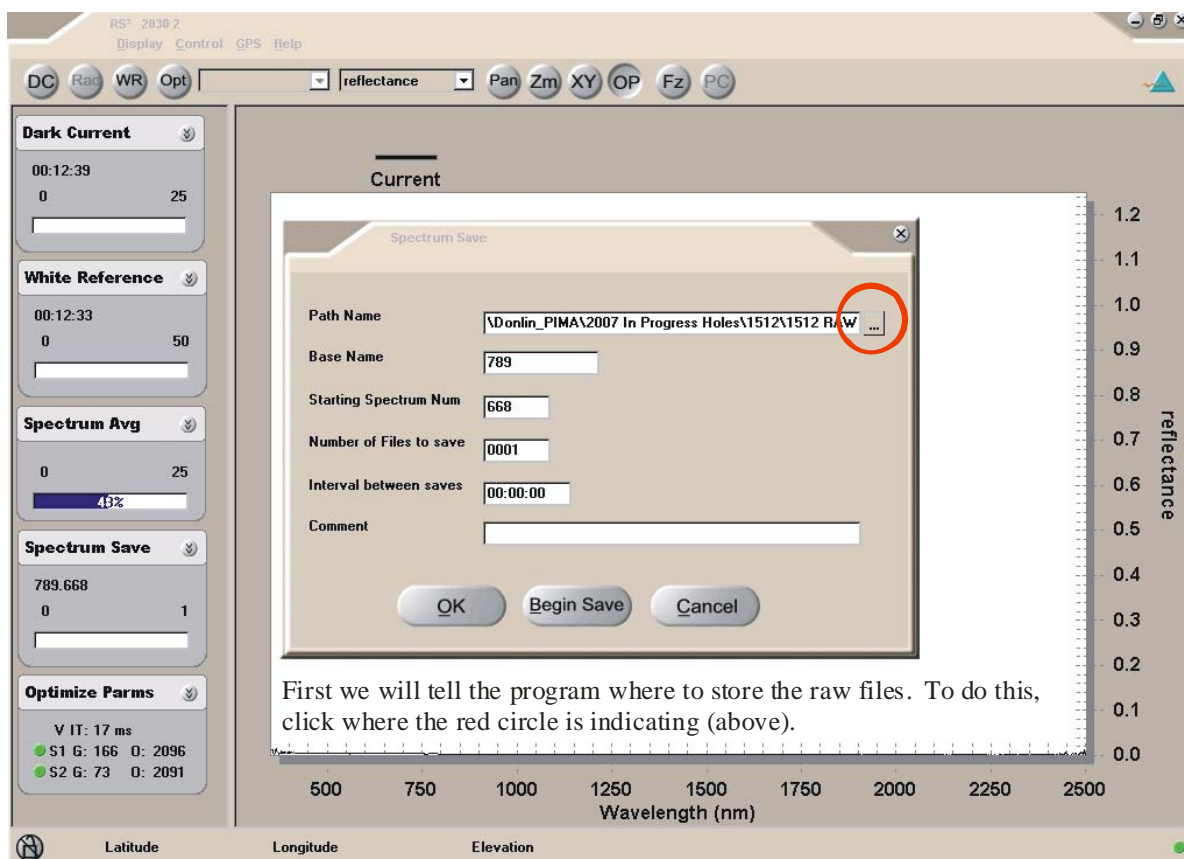 RS³ 2030 2
Display Control GPS Help
DC Rad WR Opt reflectance Pan Zm XY OP Fz PC
Dark Current
00:12:39
0 25
White Reference
00:12:33
0 50
Spectrum Avg
0 25
43%
Spectrum Save
789.668
0 1
Optimize Parms
V IT: 17 ms
S1 G: 166 O: 2096
S2 G: 73 O: 2091
Current
Spectrum Save
Path Name \Donlin_PIMA\2007 In Progress Holes\1512\1512 RAW ...
Base Name 789
Starting Spectrum Num 668
Number of Files to save 0001
Interval between saves 00:00:00
Comment
OK Begin Save Cancel
First we will tell the program where to store the raw files. To do this,
click where the red circle is indicating (above).
1.2
1.1
1.0
0.9
0.8
0.7
0.6
0.5
0.4
0.3
0.2
0.1
0.0
reflectance
500 750 1000 1250 1500 1750 2000 2250 2500
Wavelength (nm)
Latitude Longitude Elevation